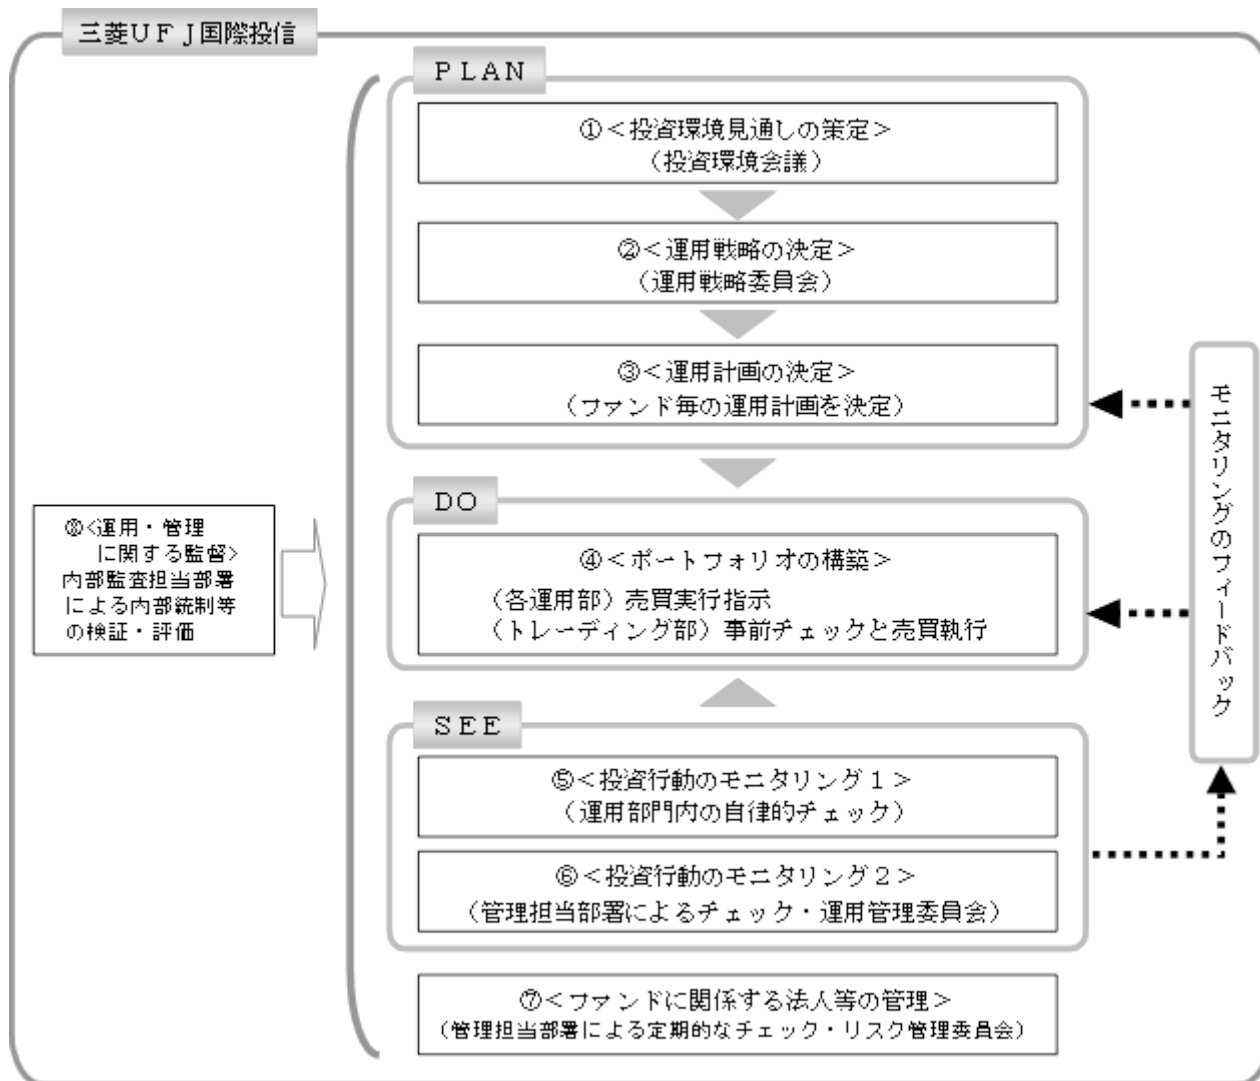 三菱ＵＦＪ国際投信
ＰＬＡＮ
①＜投資環境見通しの策定＞
（投資環境会議）
②＜運用戦略の決定＞
（運用戦略委員会）
③＜運用計画の決定＞
（ファンド毎の運用計画を決定）
ＤＯ
④＜ポートフォリオの構築＞
（各運用部）売買実行指示
（トレーディング部）事前チェックと売買執行
ＳＥＥ
⑤＜投資行動のモニタリング１＞
（運用部門内の自律的チェック）
⑥＜投資行動のモニタリング２＞
（管理担当部署によるチェック・運用管理委員会）
⑦＜ファンドに関係する法人等の管理＞
（管理担当部署による定期的なチェック・リスク管理委員会）
⑧<運用・管理
に関する監督>
内部監査担当部署
による内部統制等
の検証・評価
モニタリングのフィードバック